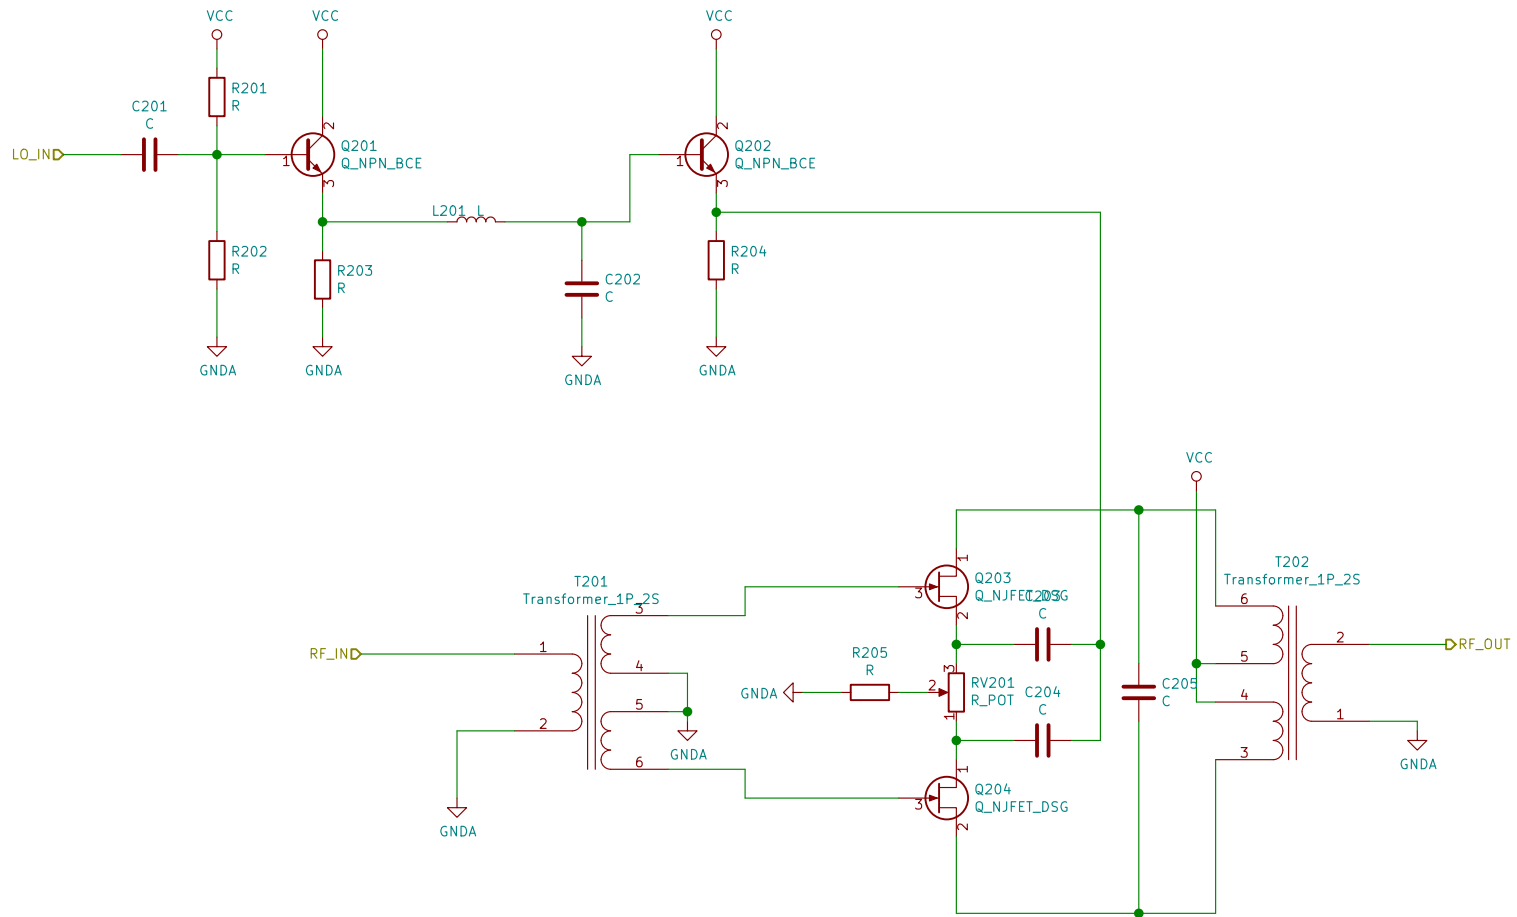 VCC
VCC
VCC
R201
R
C201
C
LO_IN
1
2
3
Q201
Q_NPN_BCE
1
2
3
Q202
Q_NPN_BCE
L201 L
R202
R
R203
R
C202
C
R204
R
GNDA
GNDA
GNDA
GNDA
VCC
T201
Transformer_1P_2S
RF_IN
1
2
3
4
5
6
GNDA
GNDA
1
3
2
Q203
Q_NJFET_DSG
C203
C
R205
R
GNDA
3
2
1
RV201
R_POT
C204
C
1
3
2
Q204
Q_NJFET_DSG
C205
C
T202
Transformer_1P_2S
6
5
4
3
2
1
RF_OUT
GNDA